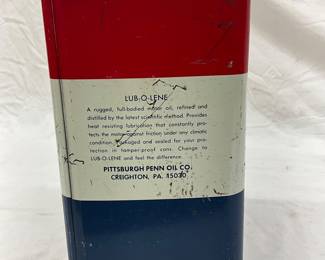 LUB-O-LENE
A rugged, full-bodied motor oil, refined and
distilled by the latest scientific method. Provides
heat resisting lubrication that constantly pro-
tects the motor against friction under any climatic
condition. Packaged and sealed for your pro-
tection in tamper-proof cans. Change to
LUB-O-LENE and feel the difference.
PITTSBURGH PENN OIL CO.
CREIGHTON, PA. 15030